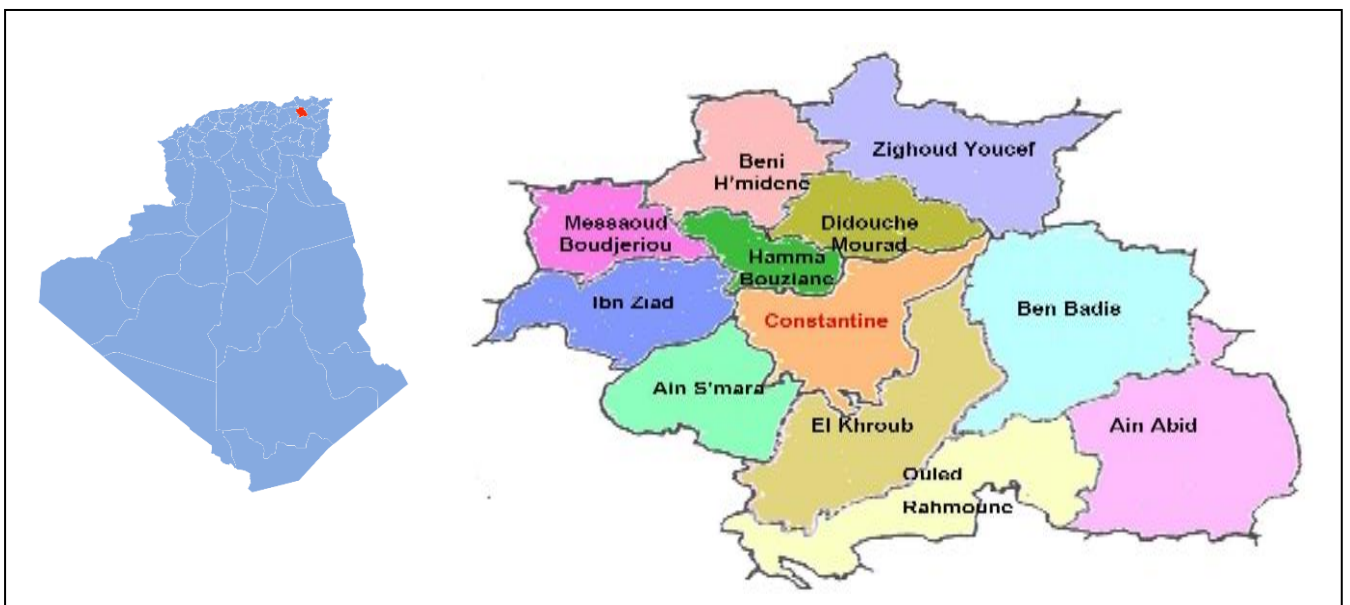 Zighoud Youcef
Beni
H'midene
Messaoud
Boudjeriou
Didouche
Mourad
Hamma
Bouziane
Ibn Ziad
Constantine
Ben Badis
Ain S'mara
El Khroub
Ain Abid
Ouled
Rahmoune